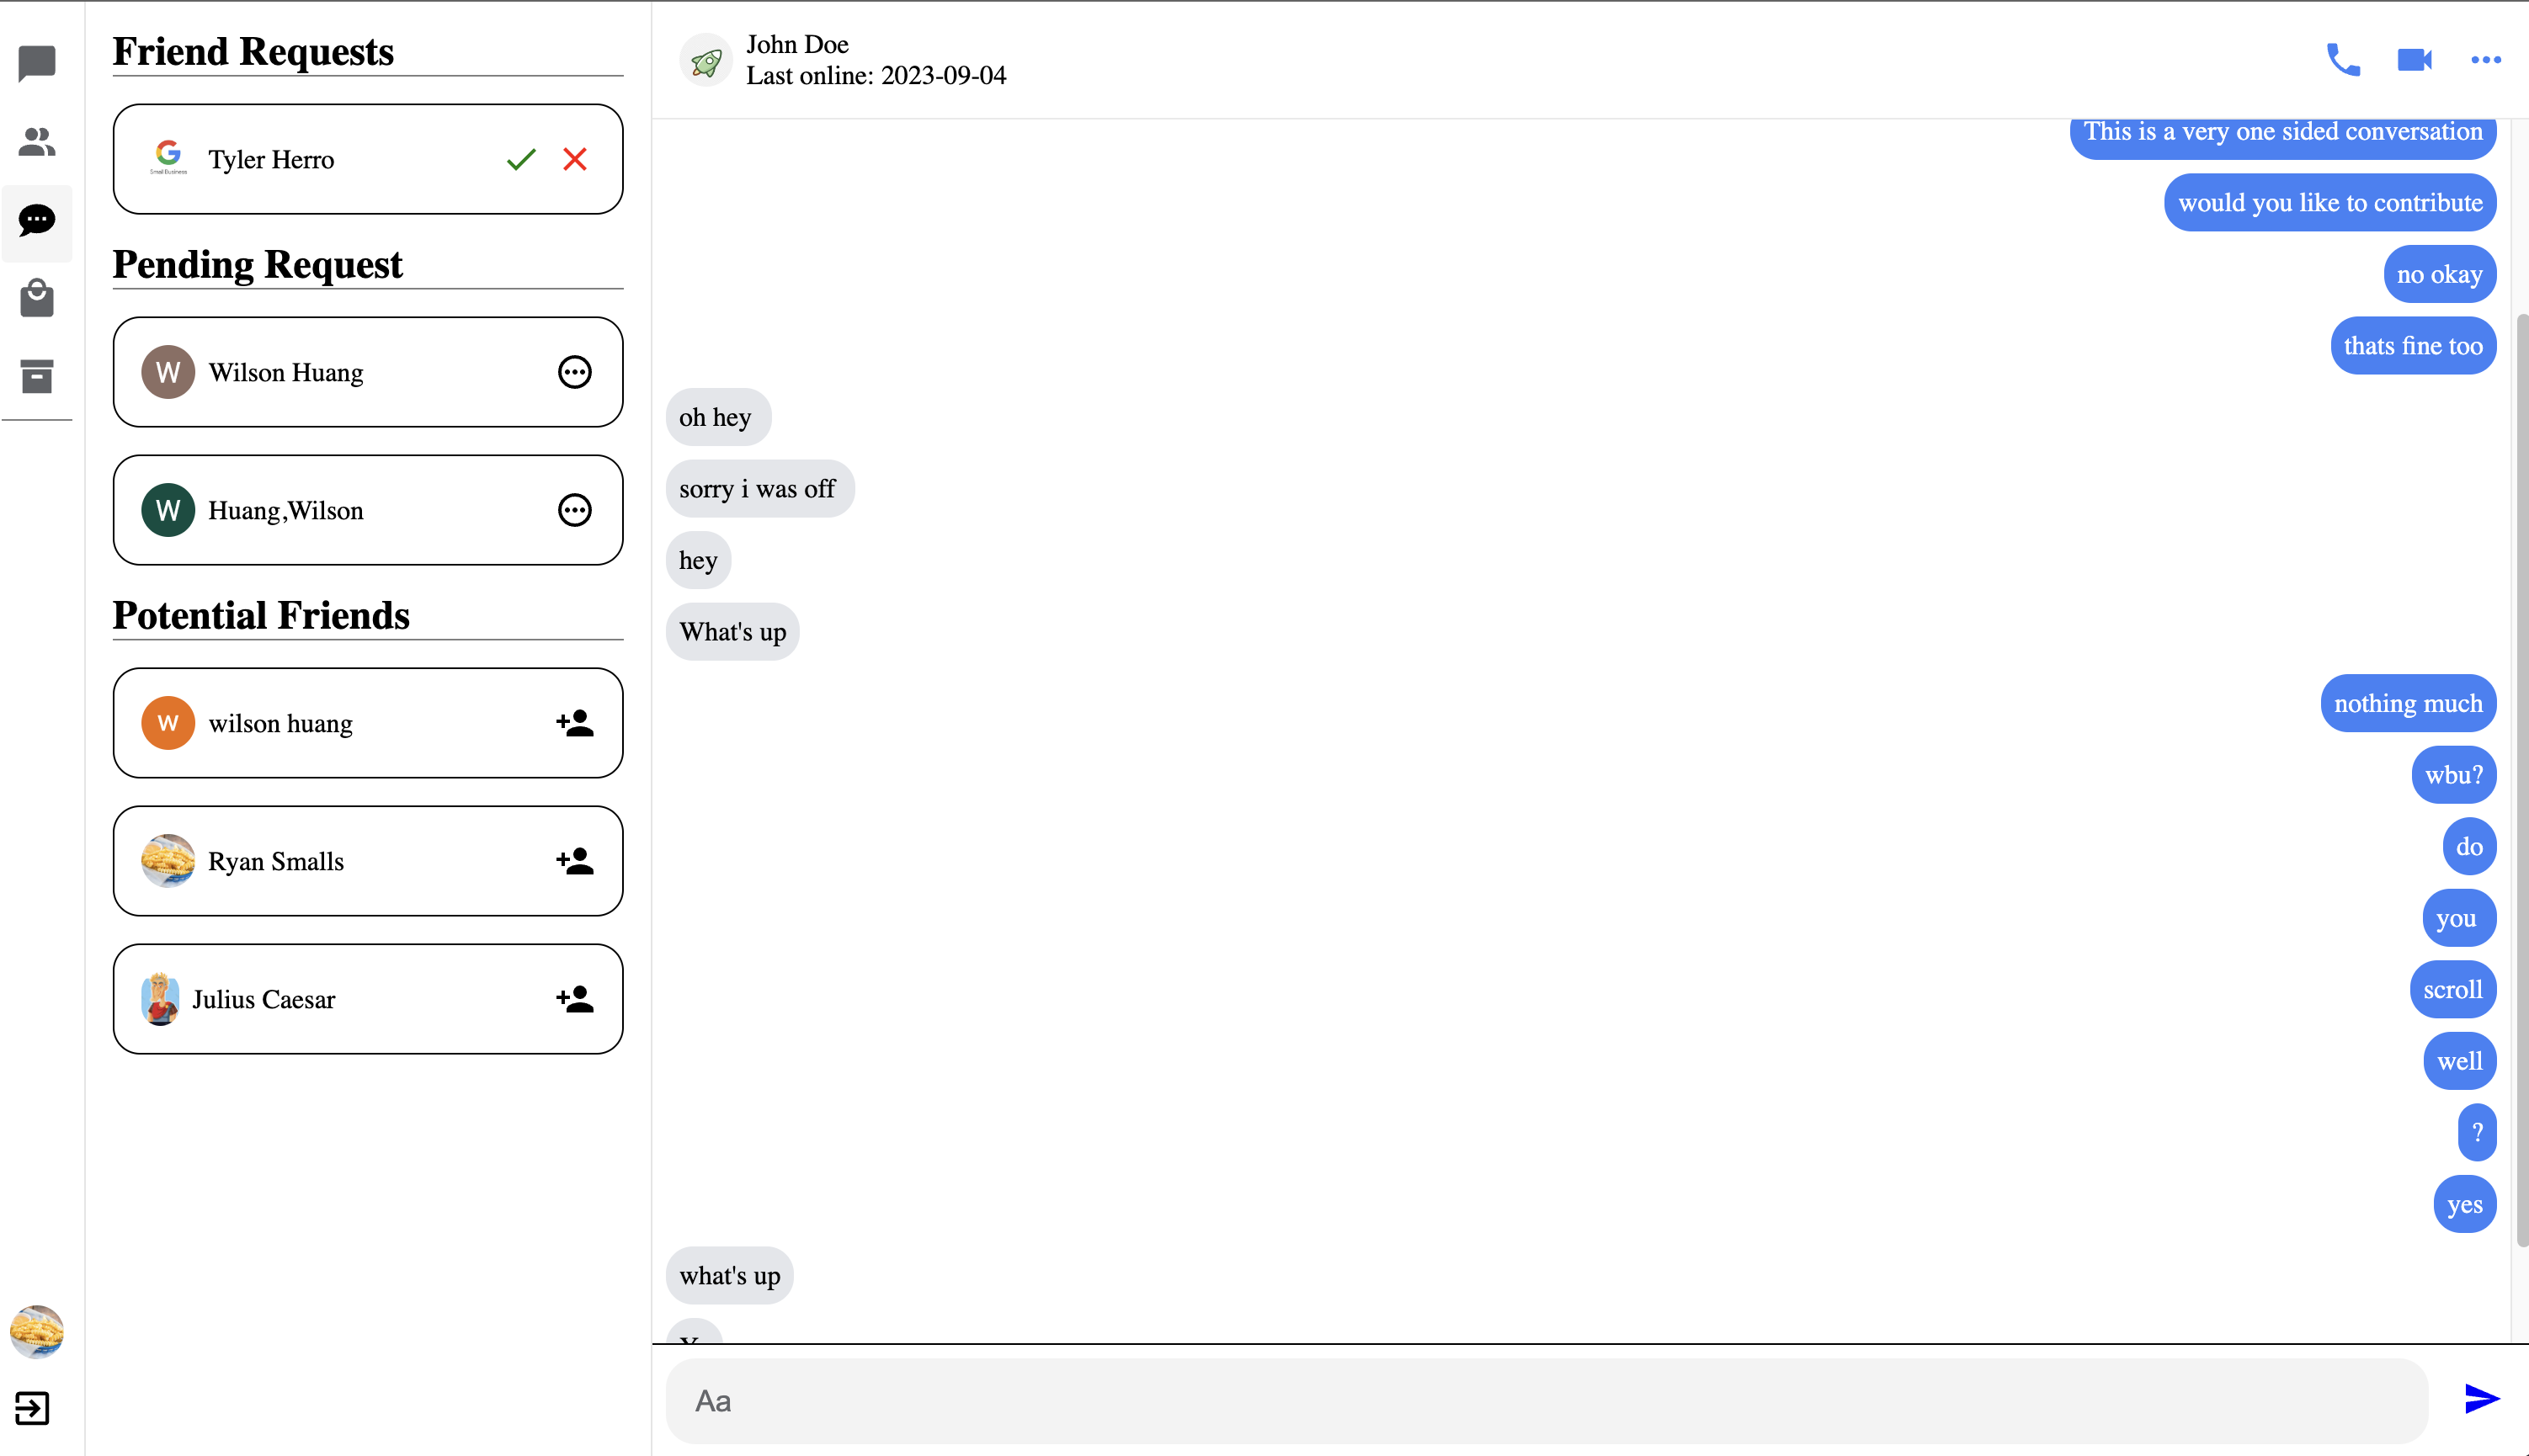 Friend Requests
Small Business
Tyler Herro
Pending Request
W
Wilson Huang
W
Huang,Wilson
Potential Friends
w
wilson huang
Ryan Smalls
Julius Caesar
John Doe
Last online: 2023-09-04
This is a very one sided conversation
would you like to contribute
no okay
thats fine too
oh hey
sorry i was off
hey
What's up
nothing much
wbu?
do
you
scroll
well
?
yes
what's up
Aa